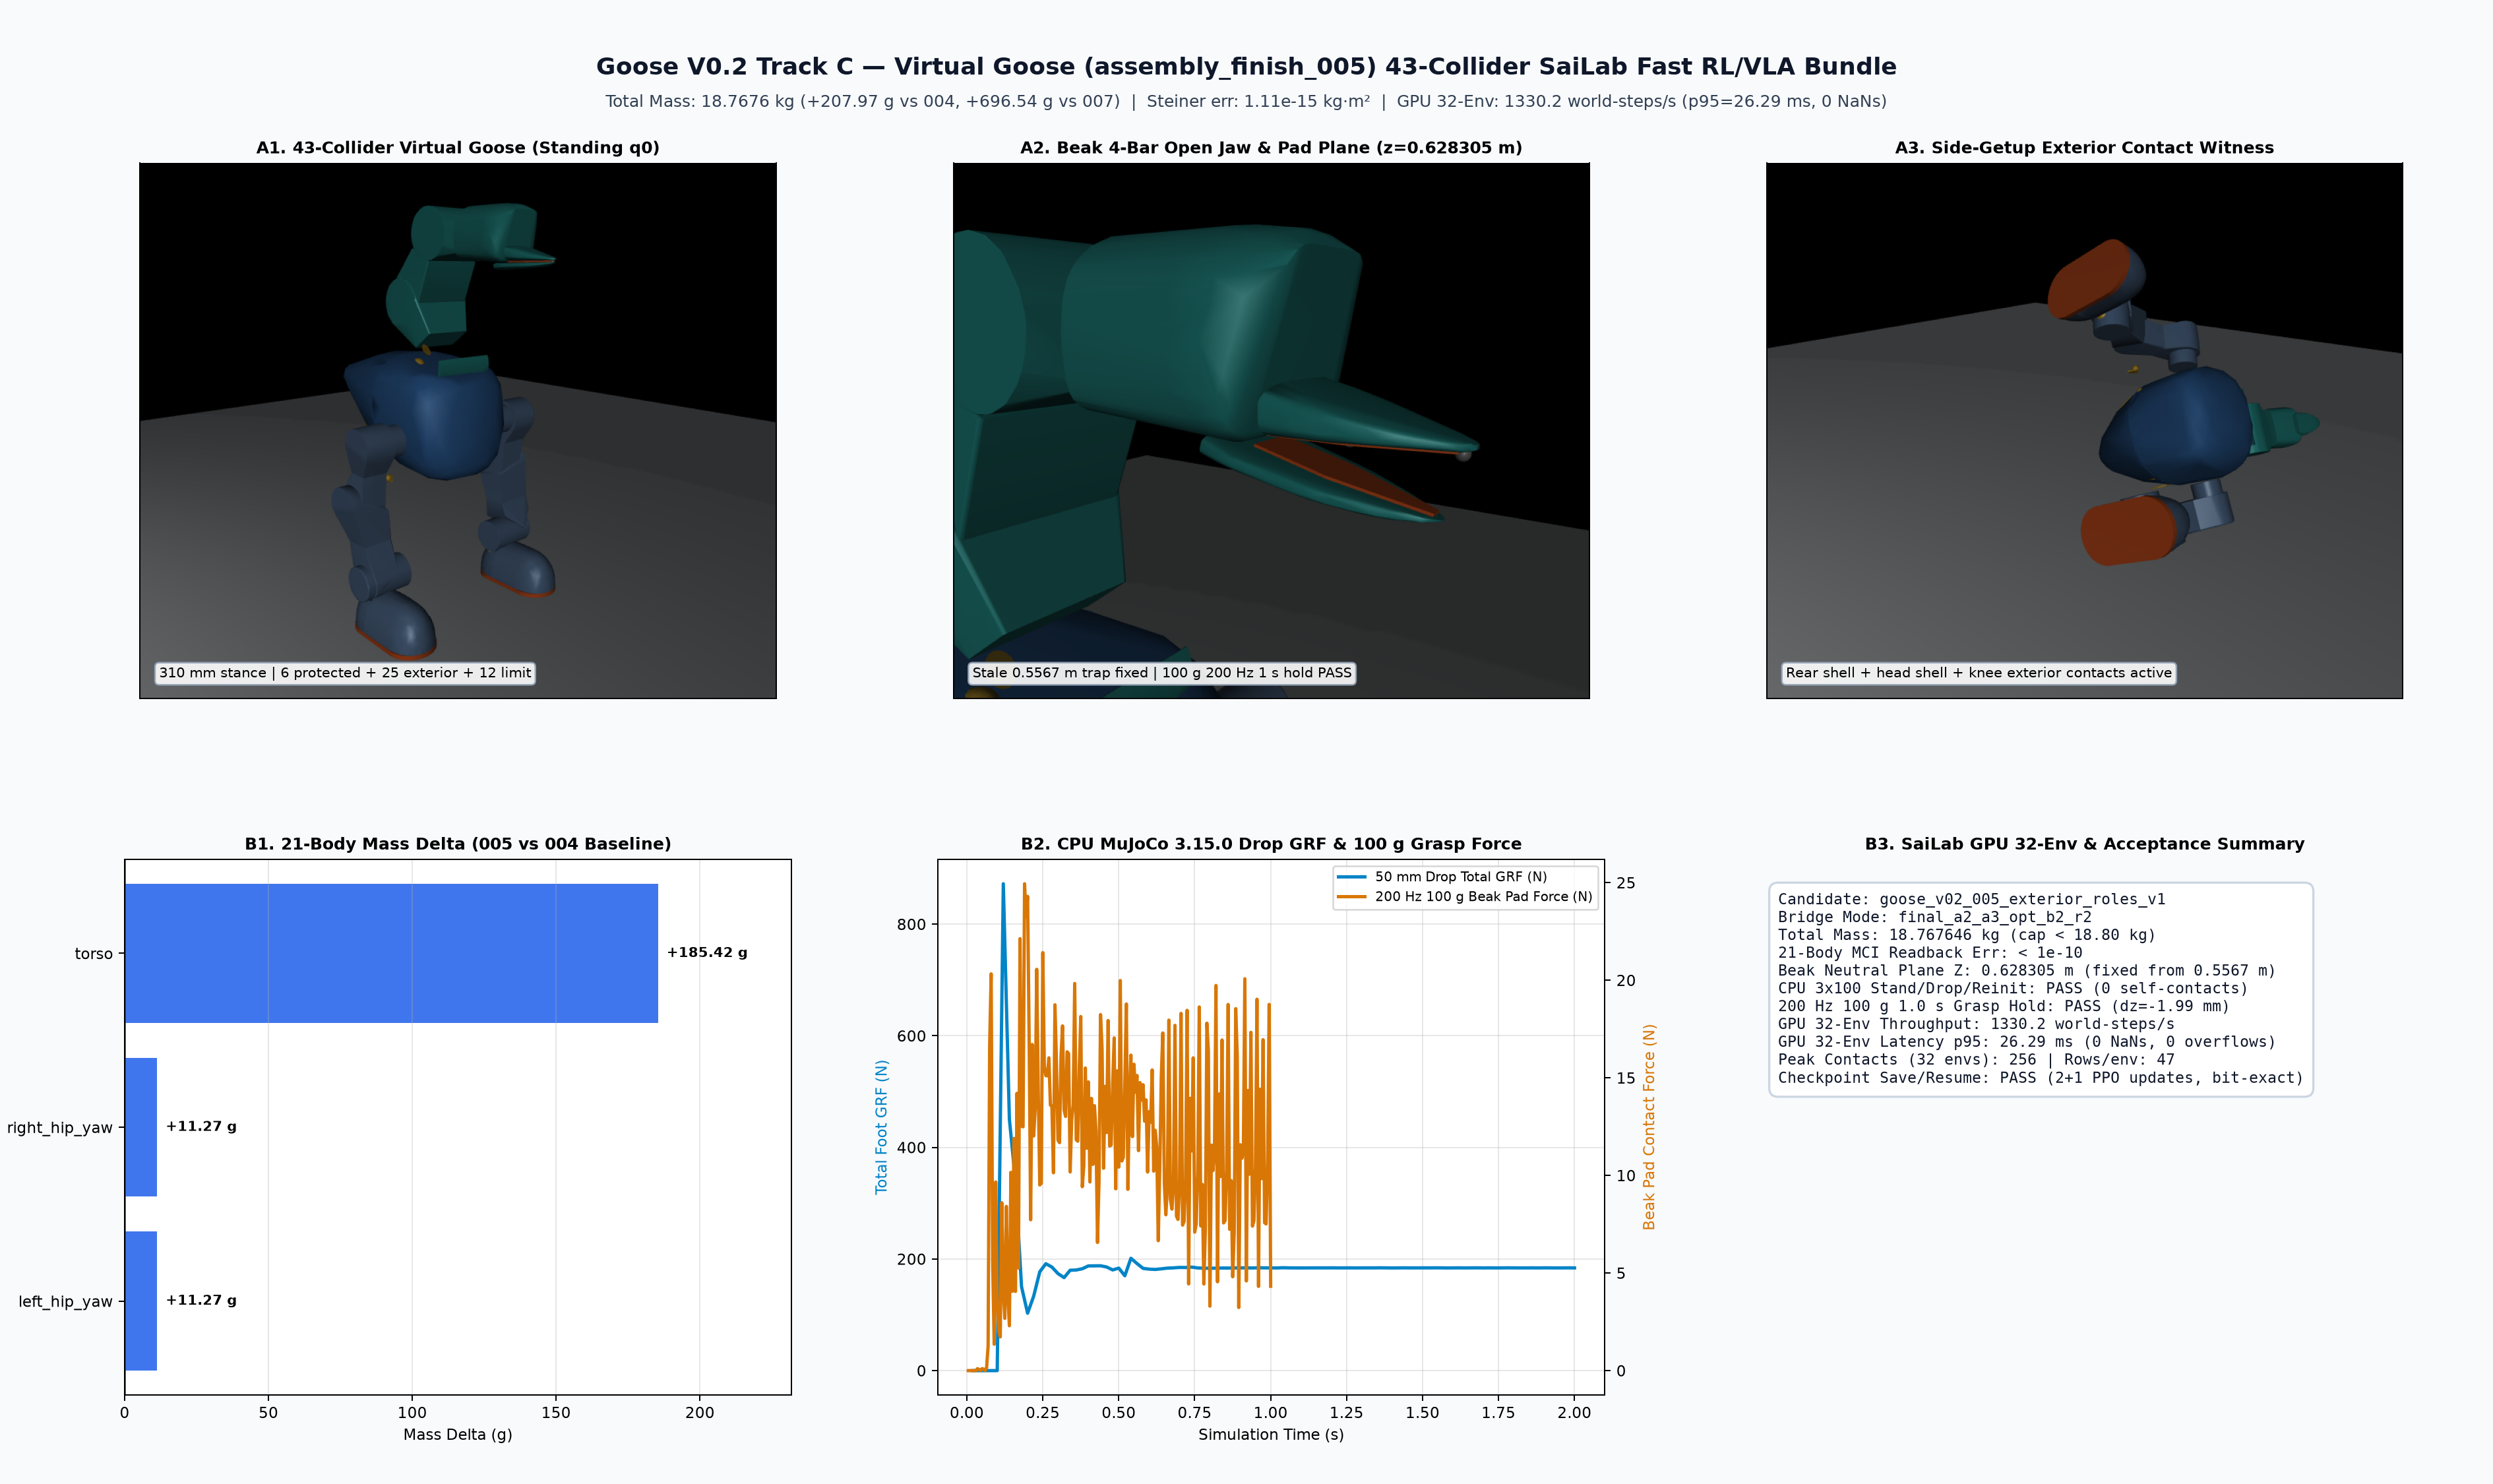 Goose V0.2 Track C — Virtual Goose (assembly_finish_005) 43-Collider SaiLab Fast RL/VLA Bundle
Total Mass: 18.7676 kg (+207.97 g vs 004, +696.54 g vs 007) | Steiner err: 1.11e-15 kg·m² | GPU 32-Env: 1330.2 world-steps/s (p95=26.29 ms, 0 NaNs)
A1. 43-Collider Virtual Goose (Standing q0)
310 mm stance | 6 protected + 25 exterior + 12 limit
A2. Beak 4-Bar Open Jaw & Pad Plane (z=0.628305 m)
Stale 0.5567 m trap fixed | 100 g 200 Hz 1 s hold PASS
A3. Side-Getup Exterior Contact Witness
Rear shell + head shell + knee exterior contacts active
B1. 21-Body Mass Delta (005 vs 004 Baseline)
torso
+185.42 g
right_hip_yaw
+11.27 g
left_hip_yaw
+11.27 g
0
50
100
150
200
Mass Delta (g)
B2. CPU MuJoCo 3.15.0 Drop GRF & 100 g Grasp Force
50 mm Drop Total GRF (N)
200 Hz 100 g Beak Pad Force (N)
Total Foot GRF (N)
800
600
400
200
0
Beak Pad Contact Force (N)
25
20
15
10
5
0
0.00
0.25
0.50
0.75
1.00
1.25
1.50
1.75
2.00
Simulation Time (s)
B3. SaiLab GPU 32-Env & Acceptance Summary
Candidate: goose_v02_005_exterior_roles_v1
Bridge Mode: final_a2_a3_opt_b2_r2
Total Mass: 18.767646 kg (cap < 18.80 kg)
21-Body MCI Readback Err: < 1e-10
Beak Neutral Plane Z: 0.628305 m (fixed from 0.5567 m)
CPU 3x100 Stand/Drop/Reinit: PASS (0 self-contacts)
200 Hz 100 g 1.0 s Grasp Hold: PASS (dz=-1.99 mm)
GPU 32-Env Throughput: 1330.2 world-steps/s
GPU 32-Env Latency p95: 26.29 ms (0 NaNs, 0 overflows)
Peak Contacts (32 envs): 256 | Rows/env: 47
Checkpoint Save/Resume: PASS (2+1 PPO updates, bit-exact)